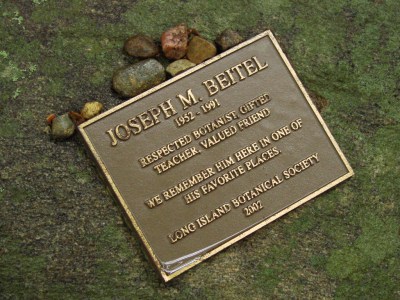 JOSEPH M. BEITEL
1952 - 1991
RESPECTED BOTANIST, GIFTED
TEACHER, VALUED FRIEND
WE REMEMBER HIM HERE IN ONE OF
HIS FAVORITE PLACES.
LONG ISLAND BOTANICAL SOCIETY
2002